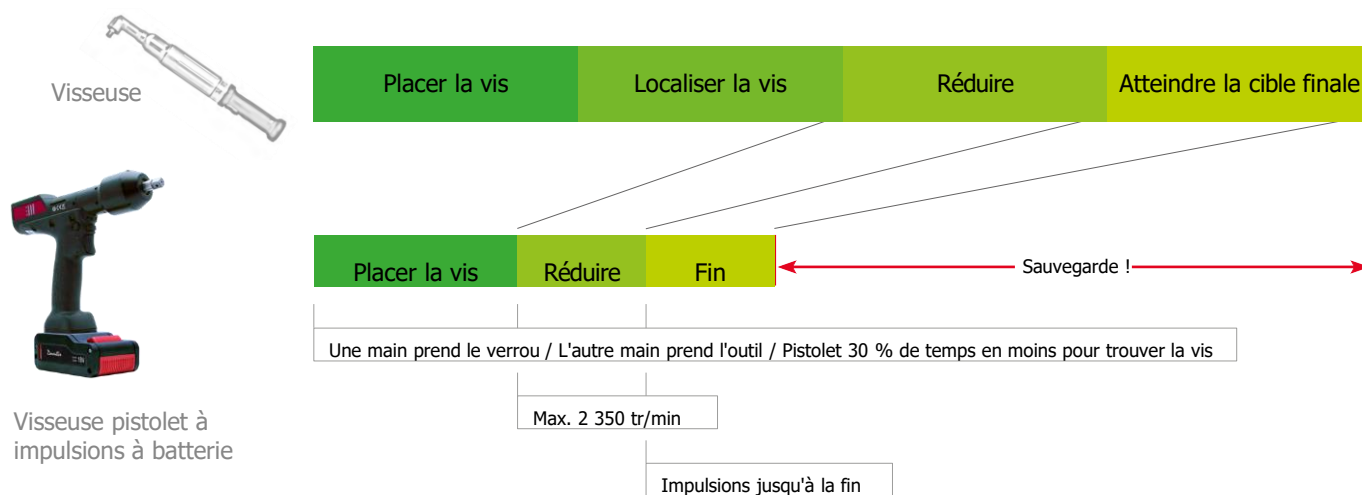 Visseuse
Placer la vis
Localiser la vis
Réduire
Atteindre la cible finale
Placer la vis
Réduire
Fin
Sauvegarde !
Une main prend le verrou / L'autre main prend l'outil / Pistolet 30 % de temps en moins pour trouver la vis
Max. 2 350 tr/min
Visseuse pistolet à
impulsions à batterie
Impulsions jusqu'à la fin